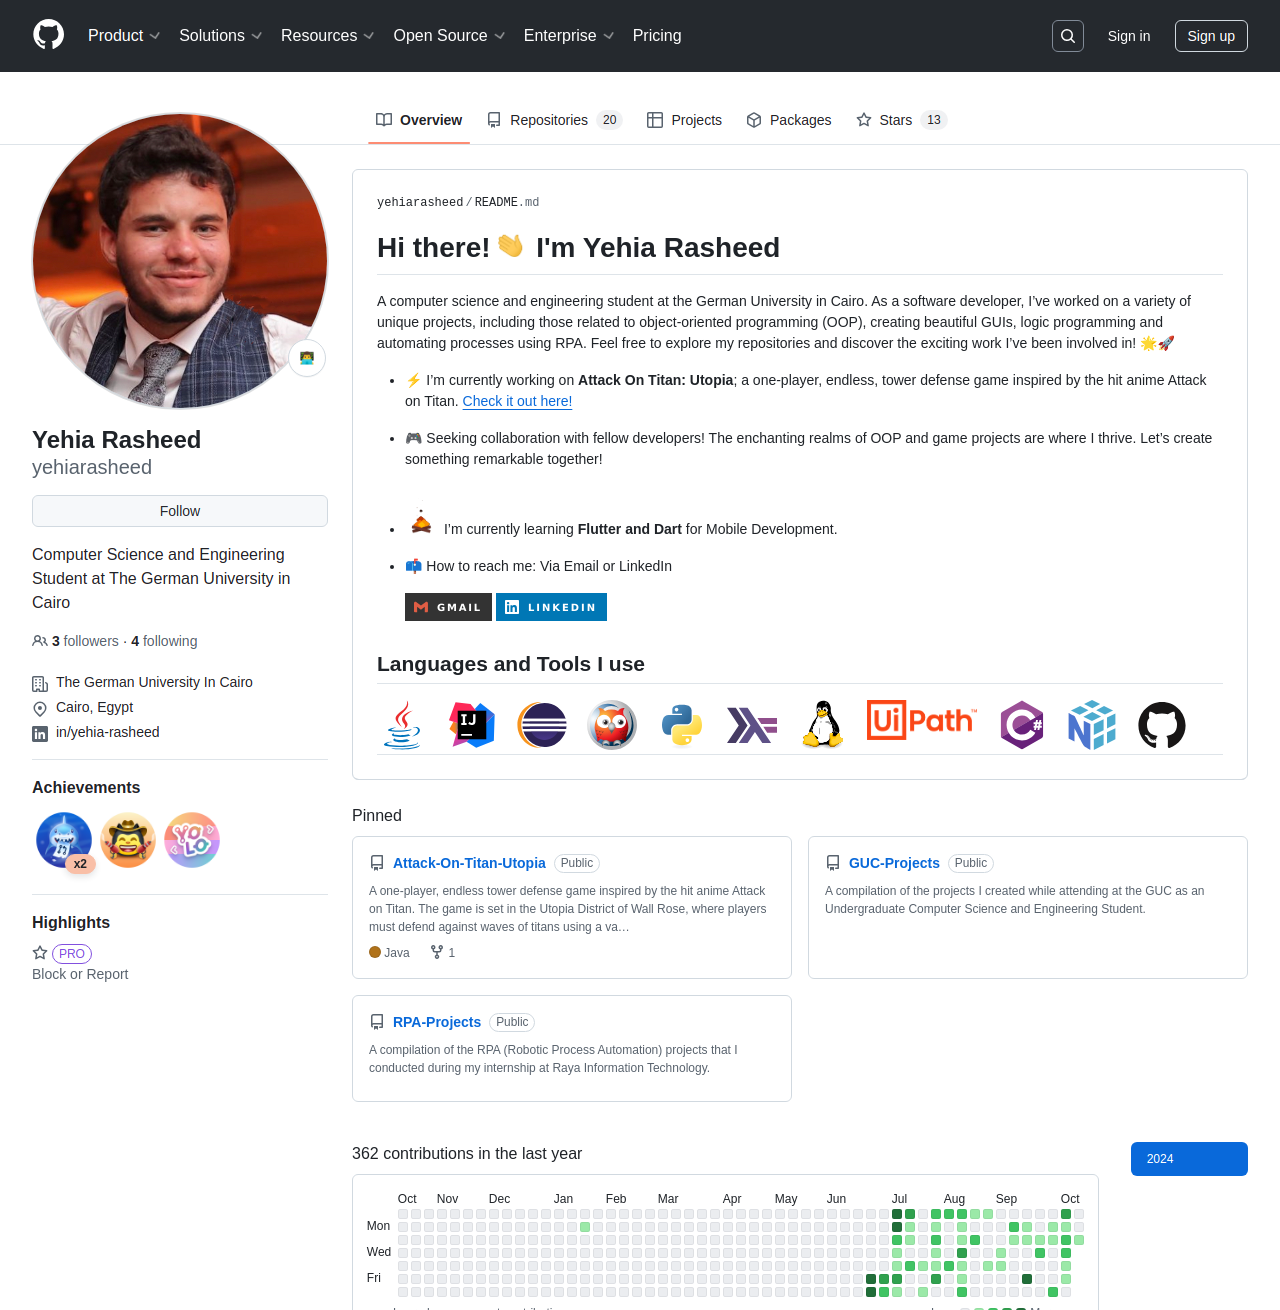 Product Solutions Resources Open Source Enterprise Pricing Sign in Sign up
Overview Repositories 20 Projects Packages Stars 13
Yehia Rasheed
yehiarasheed
Follow
Computer Science and Engineering
Student at The German University in
Cairo
3 followers · 4 following
The German University In Cairo
Cairo, Egypt
in/yehia-rasheed
Achievements
YOLO
x2
Highlights
PRO
Block or Report
yehiarasheed/README.md
Hi there! 👋 I'm Yehia Rasheed
A computer science and engineering student at the German University in Cairo. As a software developer, I’ve worked on a variety of
unique projects, including those related to object-oriented programming (OOP), creating beautiful GUIs, logic programming and
automating processes using RPA. Feel free to explore my repositories and discover the exciting work I’ve been involved in! 🌟🚀
• ⚡ I’m currently working on Attack On Titan: Utopia; a one-player, endless, tower defense game inspired by the hit anime Attack
on Titan. Check it out here!
• 🎮 Seeking collaboration with fellow developers! The enchanting realms of OOP and game projects are where I thrive. Let’s create
something remarkable together!
• I’m currently learning Flutter and Dart for Mobile Development.
• 📫 How to reach me: Via Email or LinkedIn
GMAIL LINKEDIN
Languages and Tools I use
Java IJ UiPath C#
Pinned
Attack-On-Titan-Utopia Public
A one-player, endless tower defense game inspired by the hit anime Attack
on Titan. The game is set in the Utopia District of Wall Rose, where players
must defend against waves of titans using a va…
Java 1
GUC-Projects Public
A compilation of the projects I created while attending at the GUC as an
Undergraduate Computer Science and Engineering Student.
RPA-Projects Public
A compilation of the RPA (Robotic Process Automation) projects that I
conducted during my internship at Raya Information Technology.
362 contributions in the last year
2024
Oct Nov Dec Jan Feb Mar Apr May Jun Jul Aug Sep Oct
Mon
Wed
Fri